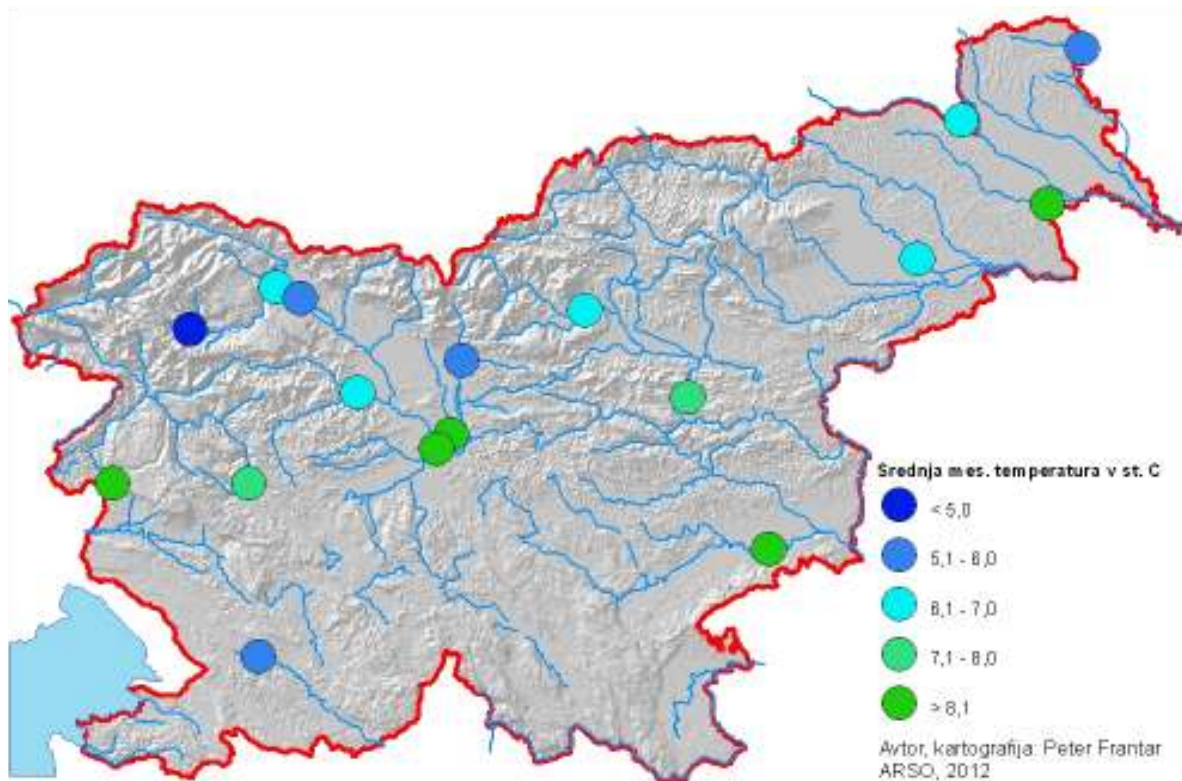 Srednja mes. temperatura v st. C
< 5,0
5,1 - 6,0
6,1 - 7,0
7,1 - 8,0
> 8,1
Avtor, kartografija: Peter Frantar
ARSO, 2012